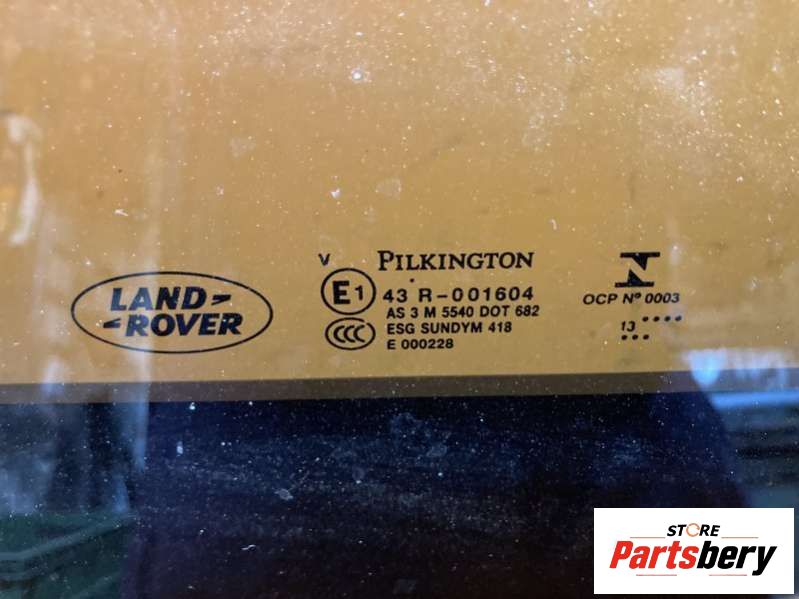 LAND
ROVER
V
PILKINGTON
E1
43 R-001604
AS 3 M 5540 DOT 682
CCC
ESG SUNDYM 418
E 000228
N
OCP Nº 0003
13 ••••
•••
STORE
Partsbery